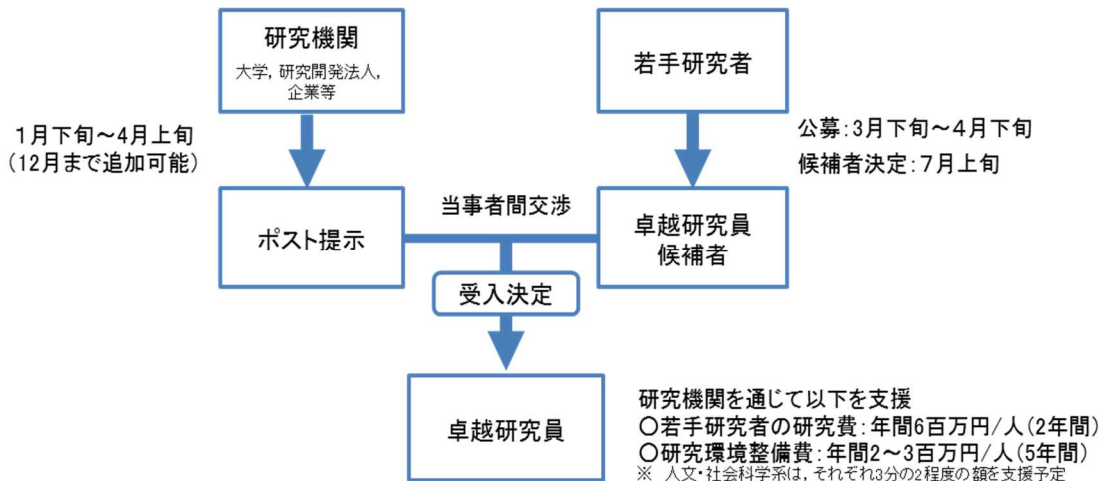 研究機関
大学, 研究開発法人,
企業等
若手研究者
1月下旬～4月上旬
(12月まで追加可能)
公募:3月下旬～4月下旬
候補者決定:7月上旬
ポスト提示
当事者間交渉
卓越研究員
候補者
受入決定
卓越研究員
研究機関を通じて以下を支援
○若手研究者の研究費:年間6百万円/人(2年間)
○研究環境整備費:年間2～3百万円/人(5年間)
※ 人文・社会科学系は, それぞれ3分の2程度の額を支援予定